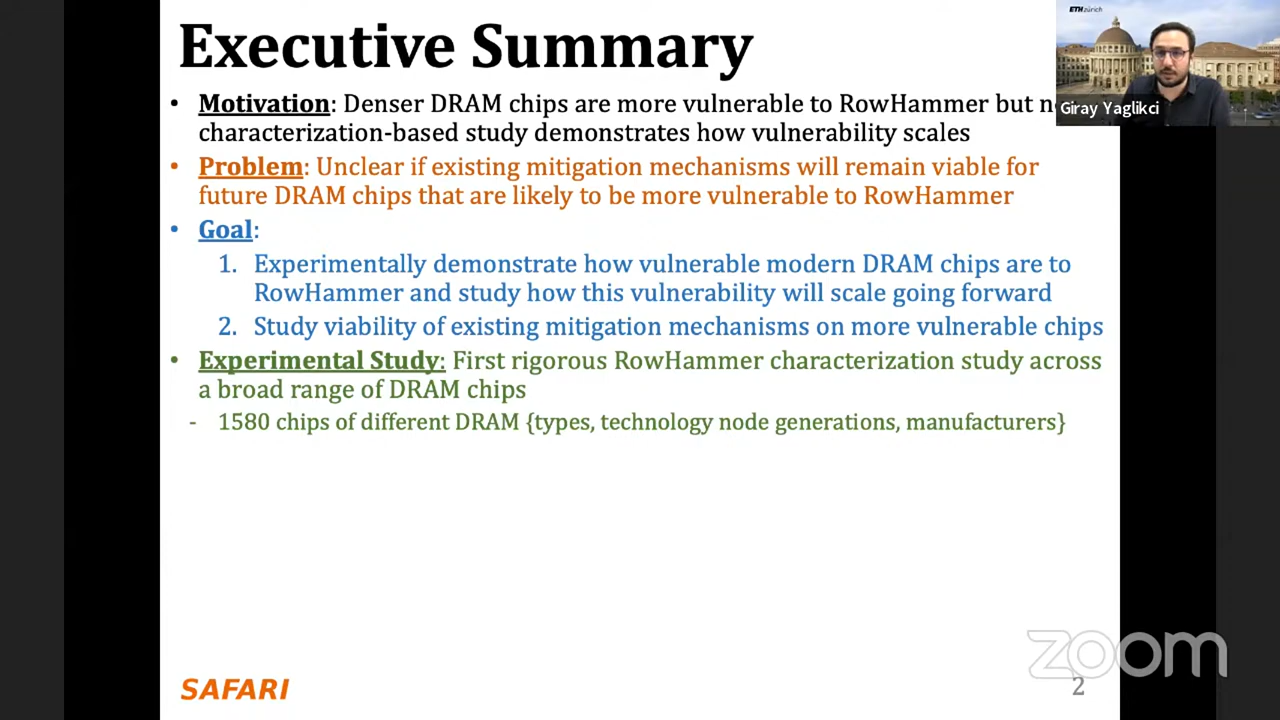 Executive Summary
ETH zürich
• Motivation: Denser DRAM chips are more vulnerable to RowHammer but
characterization-based study demonstrates how vulnerability scales
Giray Yaglikci
• Problem: Unclear if existing mitigation mechanisms will remain viable for
future DRAM chips that are likely to be more vulnerable to RowHammer
• Goal:
1. Experimentally demonstrate how vulnerable modern DRAM chips are to
RowHammer and study how this vulnerability will scale going forward
2. Study viability of existing mitigation mechanisms on more vulnerable chips
• Experimental Study: First rigorous RowHammer characterization study across
a broad range of DRAM chips
- 1580 chips of different DRAM {types, technology node generations, manufacturers}
zoom
SAFARI
2